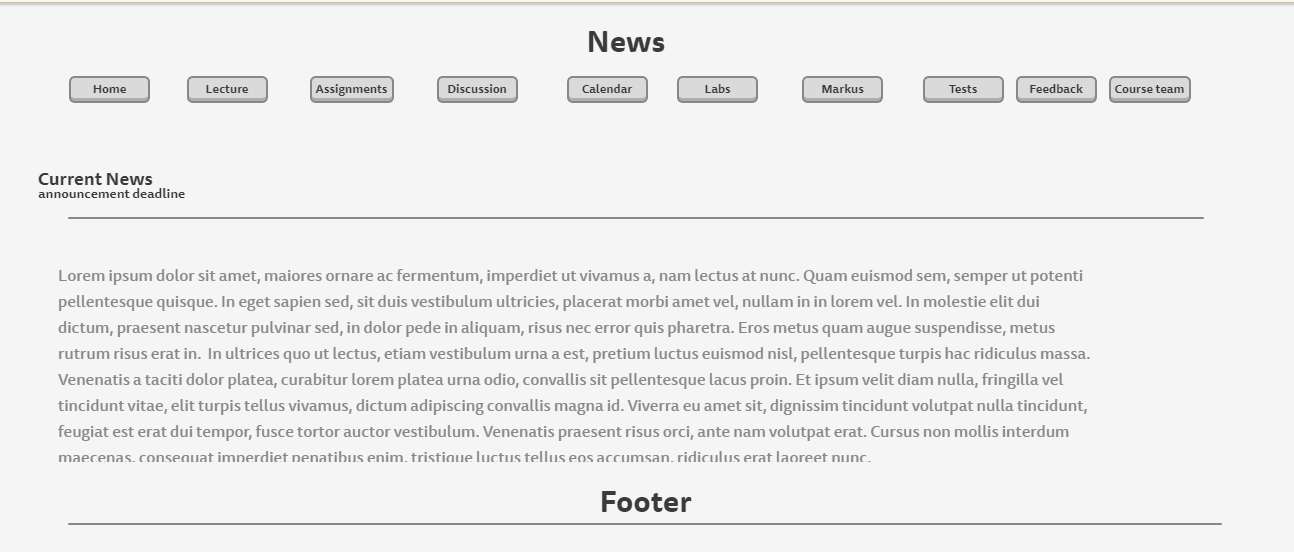 News
Home Lecture Assignments Discussion Calendar Labs Markus Tests Feedback Course team
Current News
announcement deadline
Lorem ipsum dolor sit amet, maiores ornare ac fermentum, imperdiet ut vivamus a, nam lectus at nunc. Quam euismod sem, semper ut potenti
pellentesque quisque. In eget sapien sed, sit duis vestibulum ultricies, placerat morbi amet vel, nullam in in lorem vel. In molestie elit dui
dictum, praesent nascetur pulvinar sed, in dolor pede in aliquam, risus nec error quis pharetra. Eros metus quam augue suspendisse, metus
rutrum risus erat in.  In ultrices quo ut lectus, etiam vestibulum urna a est, pretium luctus euismod nisl, pellentesque turpis hac ridiculus massa.
Venenatis a taciti dolor platea, curabitur lorem platea urna odio, convallis sit pellentesque lacus proin. Et ipsum velit diam nulla, fringilla vel
tincidunt vitae, elit turpis tellus vivamus, dictum adipiscing convallis magna id. Viverra eu amet sit, dignissim tincidunt volutpat nulla tincidunt,
feugiat est erat dui tempor, fusce tortor auctor vestibulum. Venenatis praesent risus orci, ante nam volutpat erat. Cursus non mollis interdum
maecenas, consequat imperdiet penatibus enim, tristique luctus tellus eos accumsan, ridiculus erat laoreet nunc.
Footer